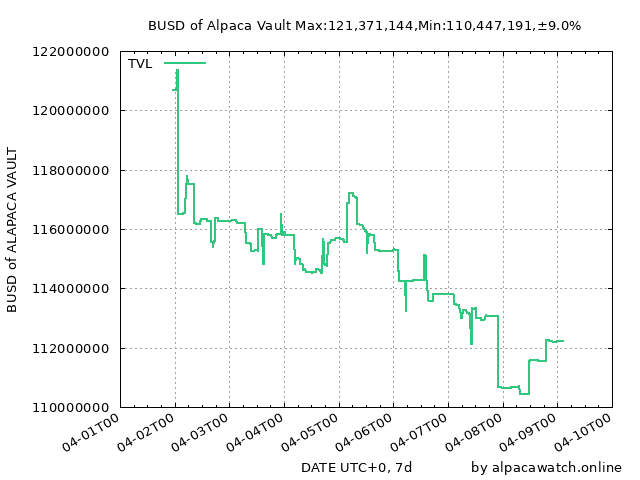 BUSD of Alpaca Vault Max:121,371,144,Min:110,447,191,±9.0%
TVL
122000000
120000000
118000000
116000000
114000000
112000000
110000000
BUSD of ALAPACA VAULT
04-01T00
04-02T00
04-03T00
04-04T00
04-05T00
04-06T00
04-07T00
04-08T00
04-09T00
04-10T00
DATE UTC+0, 7d
by alpacawatch.online